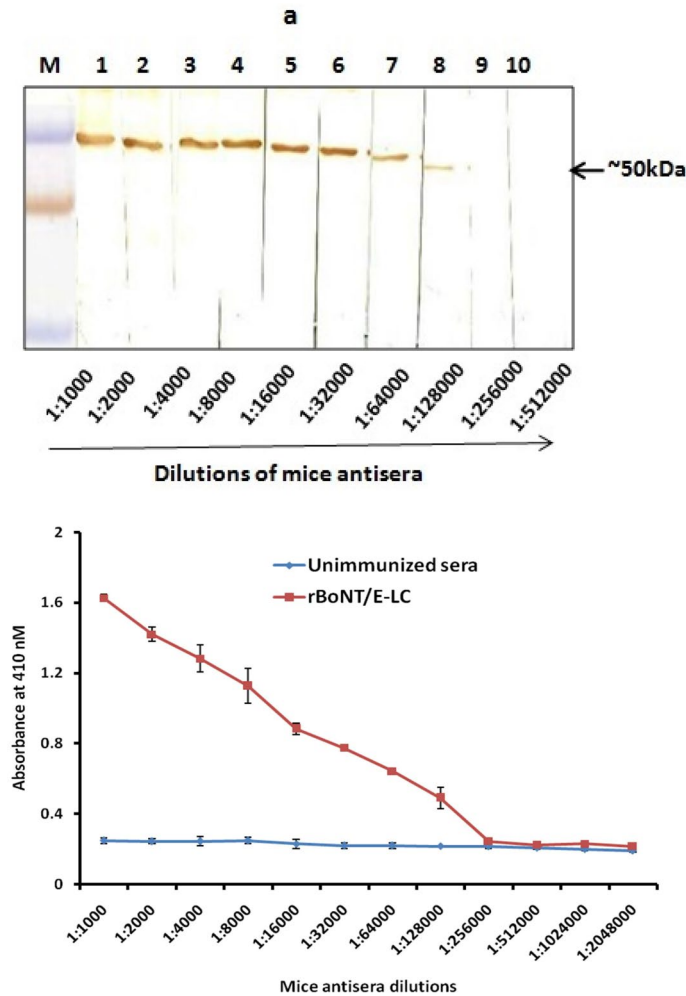 a
M 1 2 3 4 5 6 7 8 9 10
~50kDa
1:1000 1:2000 1:4000 1:8000 1:16000 1:32000 1:64000 1:128000 1:256000 1:512000
Dilutions of mice antisera
2
Unimmunized sera
rBoNT/E-LC
1.6
1.2
0.8
0.4
0
Absorbance at 410 nM
1:1000 1:2000 1:4000 1:8000 1:16000 1:32000 1:64000 1:128000 1:256000 1:512000 1:1024000 1:2048000
Mice antisera dilutions